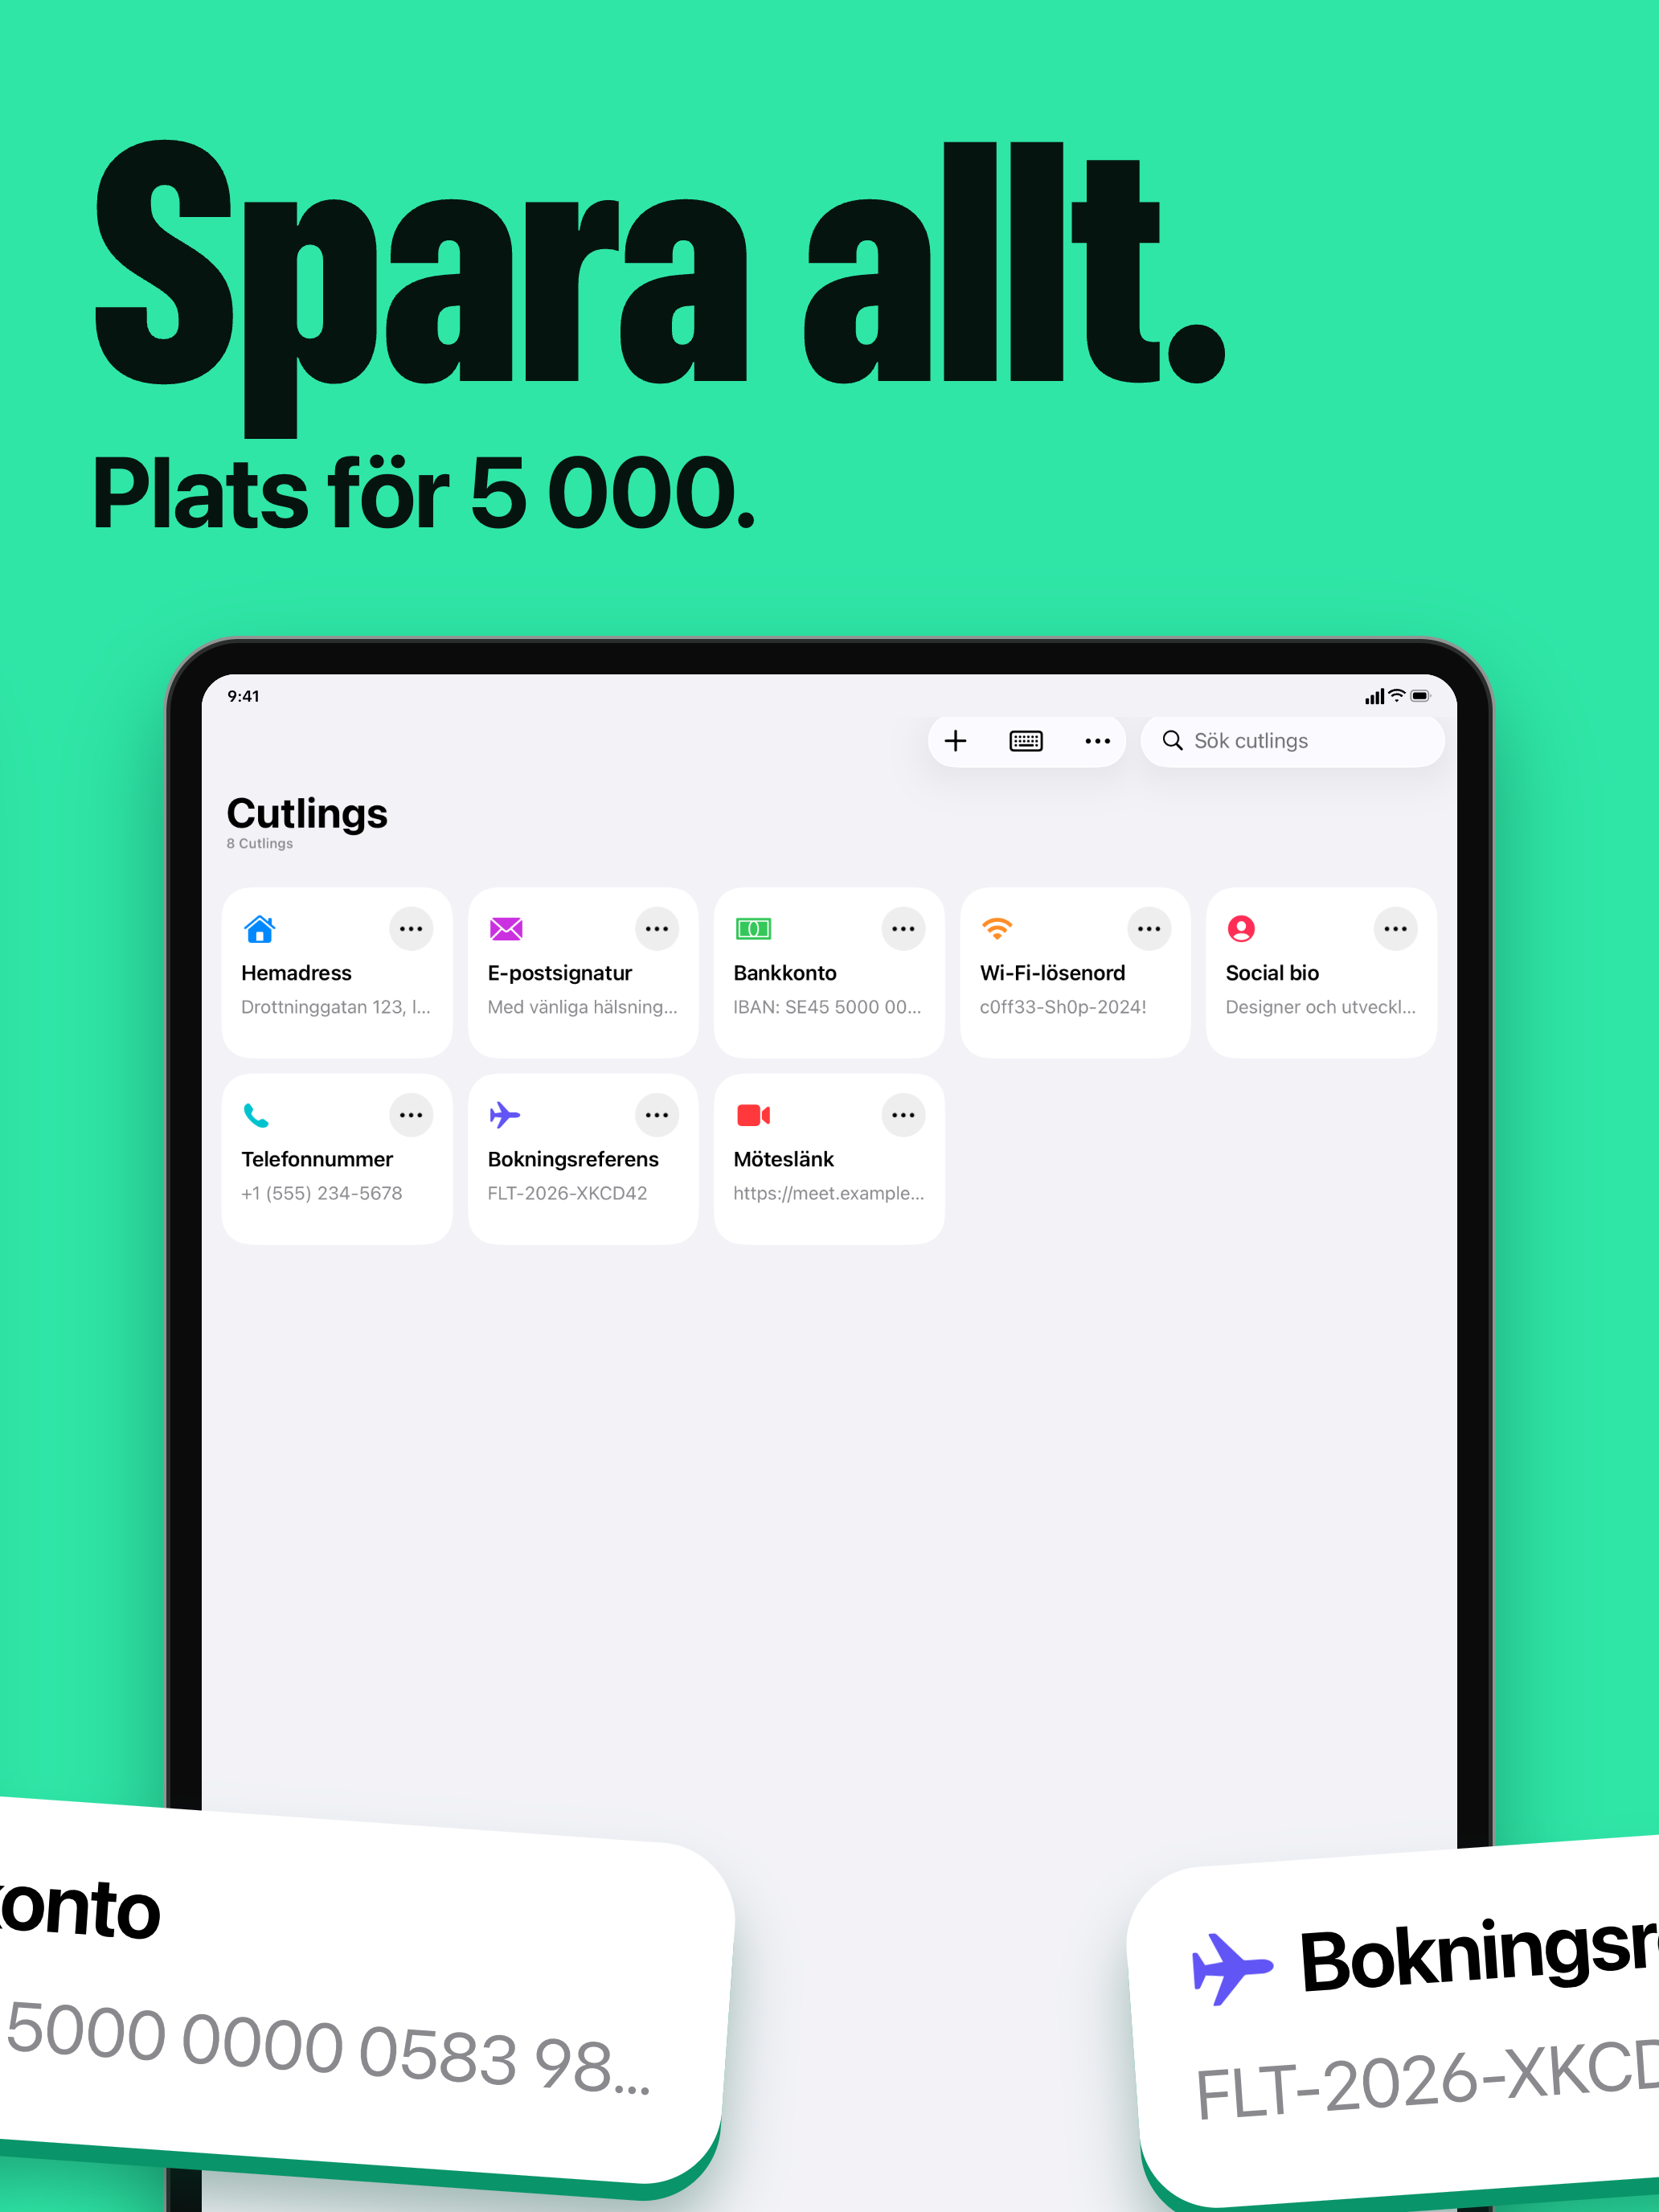 Spara allt.
Plats för 5 000.
9:41
Sök cutlings
Cutlings
8 Cutlings
Hemadress
Drottninggatan 123, l...
E-postsignatur
Med vänliga hälsning...
Bankkonto
IBAN: SE45 5000 00...
Wi-Fi-lösenord
c0ff33-Sh0p-2024!
Social bio
Designer och utveckl...
Telefonnummer
+1 (555) 234-5678
Bokningsreferens
FLT-2026-XKCD42
Möteslänk
https://meet.example...
konto
5000 0000 0583 98...
Bokningsr
FLT-2026-XKCD